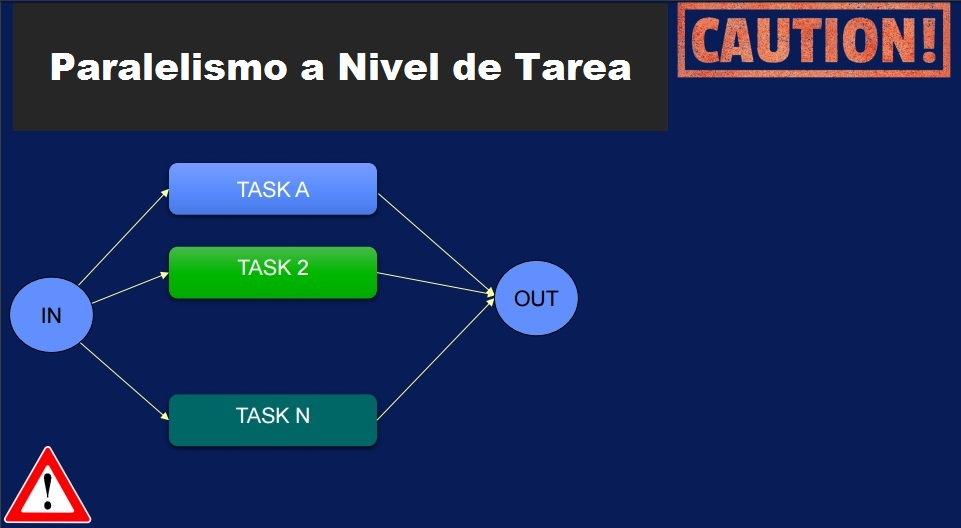 Paralelismo a Nivel de Tarea
CAUTION!
TASK A
TASK 2
IN
OUT
TASK N
!